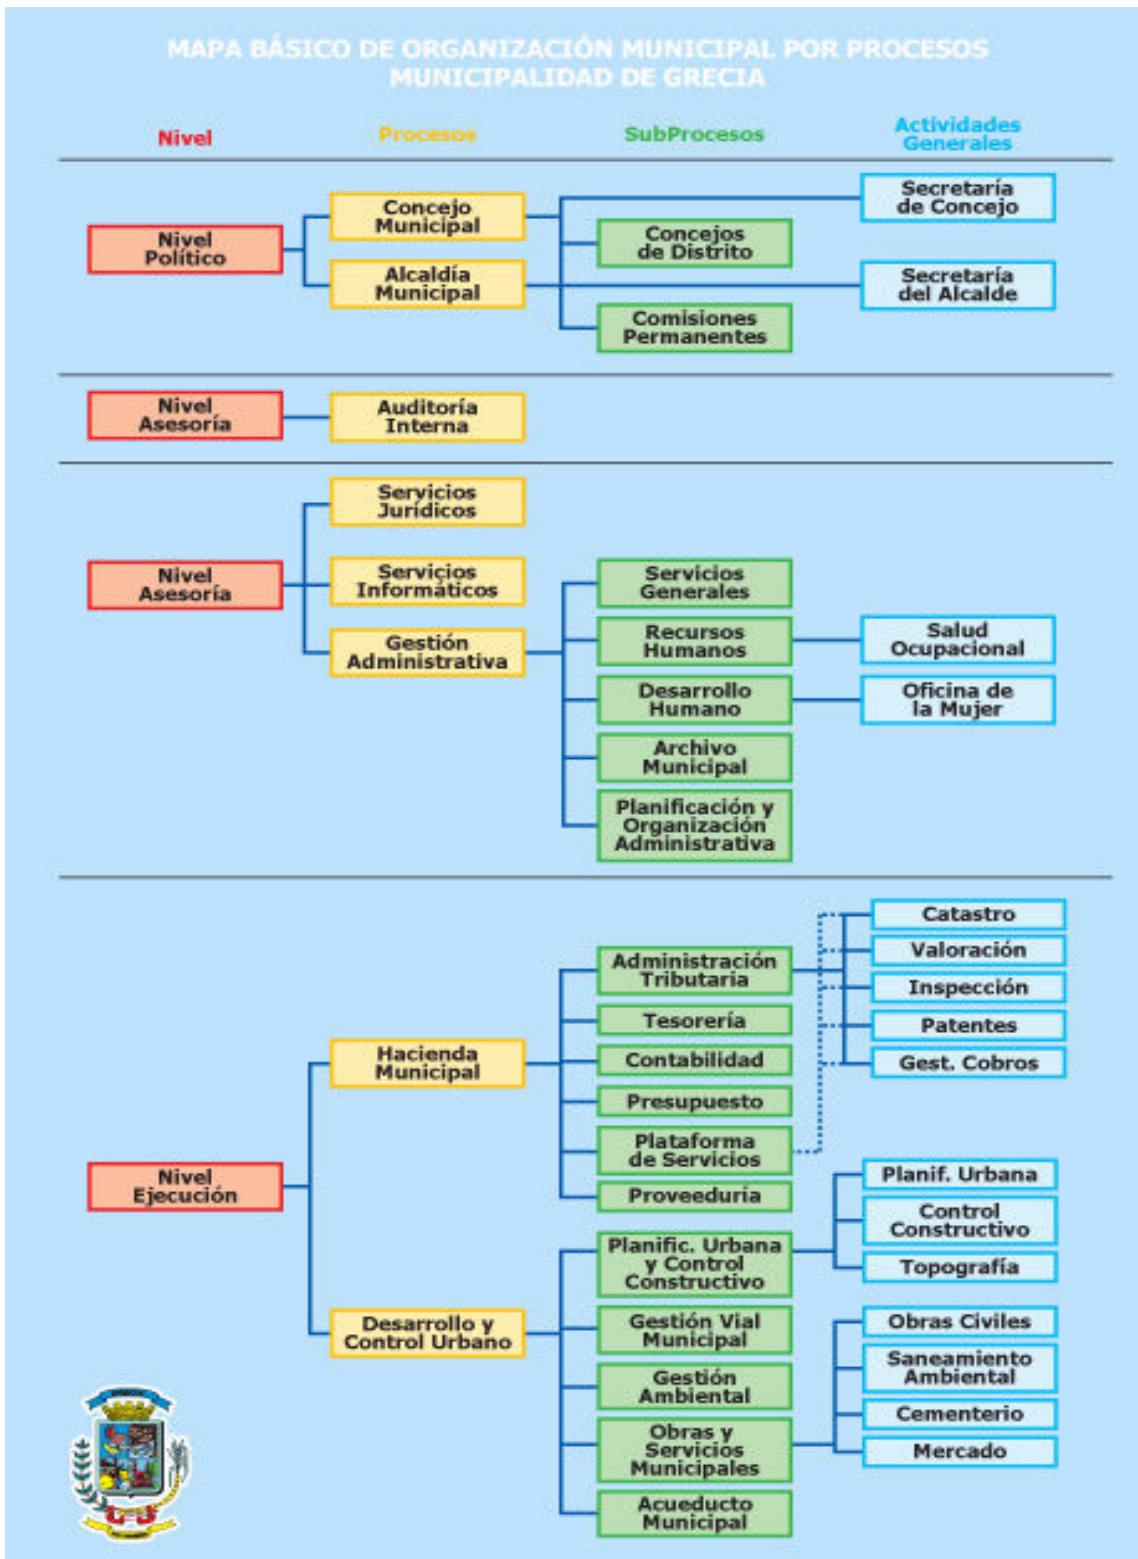 MAPA BÁSICO DE ORGANIZACIÓN MUNICIPAL POR PROCESOS
MUNICIPALIDAD DE GRECIA
Nivel
Procesos
SubProcesos
Actividades
Generales
Nivel
Político
Concejo
Municipal
Alcaldía
Municipal
Concejos
de Distrito
Comisiones
Permanentes
Secretaría
de Concejo
Secretaría
del Alcalde
Nivel
Asesoría
Auditoría
Interna
Nivel
Asesoría
Servicios
Jurídicos
Servicios
Informáticos
Gestión
Administrativa
Servicios
Generales
Recursos
Humanos
Desarrollo
Humano
Archivo
Municipal
Planificación y
Organización
Administrativa
Salud
Ocupacional
Oficina de
la Mujer
Nivel
Ejecución
Hacienda
Municipal
Desarrollo y
Control Urbano
Administración
Tributaria
Tesorería
Contabilidad
Presupuesto
Plataforma
de Servicios
Proveeduría
Planific. Urbana
y Control
Constructivo
Gestión Vial
Municipal
Gestión
Ambiental
Obras y
Servicios
Municipales
Acueducto
Municipal
Catastro
Valoración
Inspección
Patentes
Gest. Cobros
Planif. Urbana
Control
Constructivo
Topografía
Obras Civiles
Saneamiento
Ambiental
Cementerio
Mercado